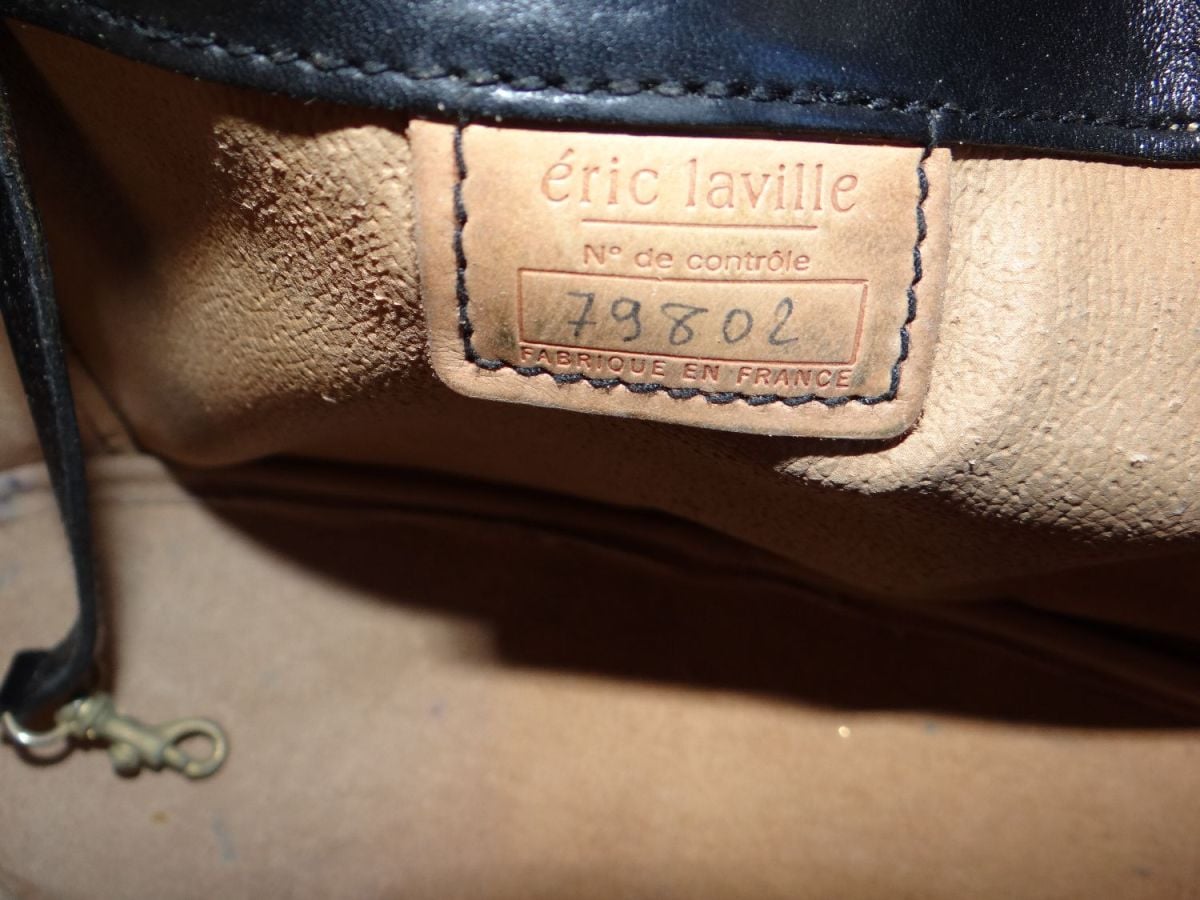 éric laville
N° de contrôle
79802
FABRIQUE EN FRANCE